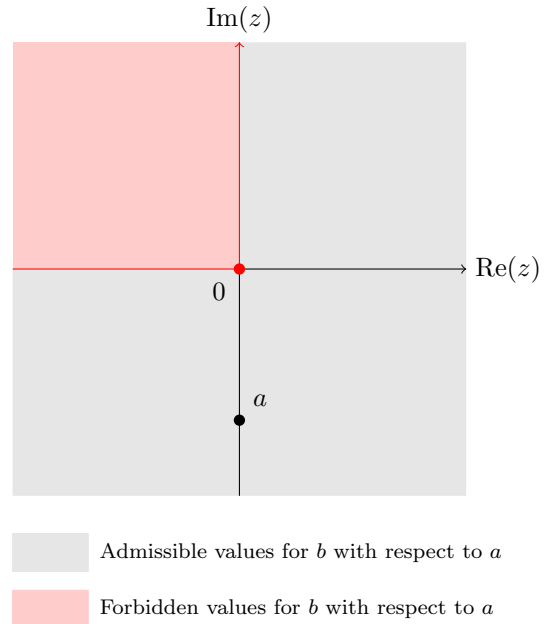 Im(z)
Re(z)
0
a
Admissible values for b with respect to a
Forbidden values for b with respect to a